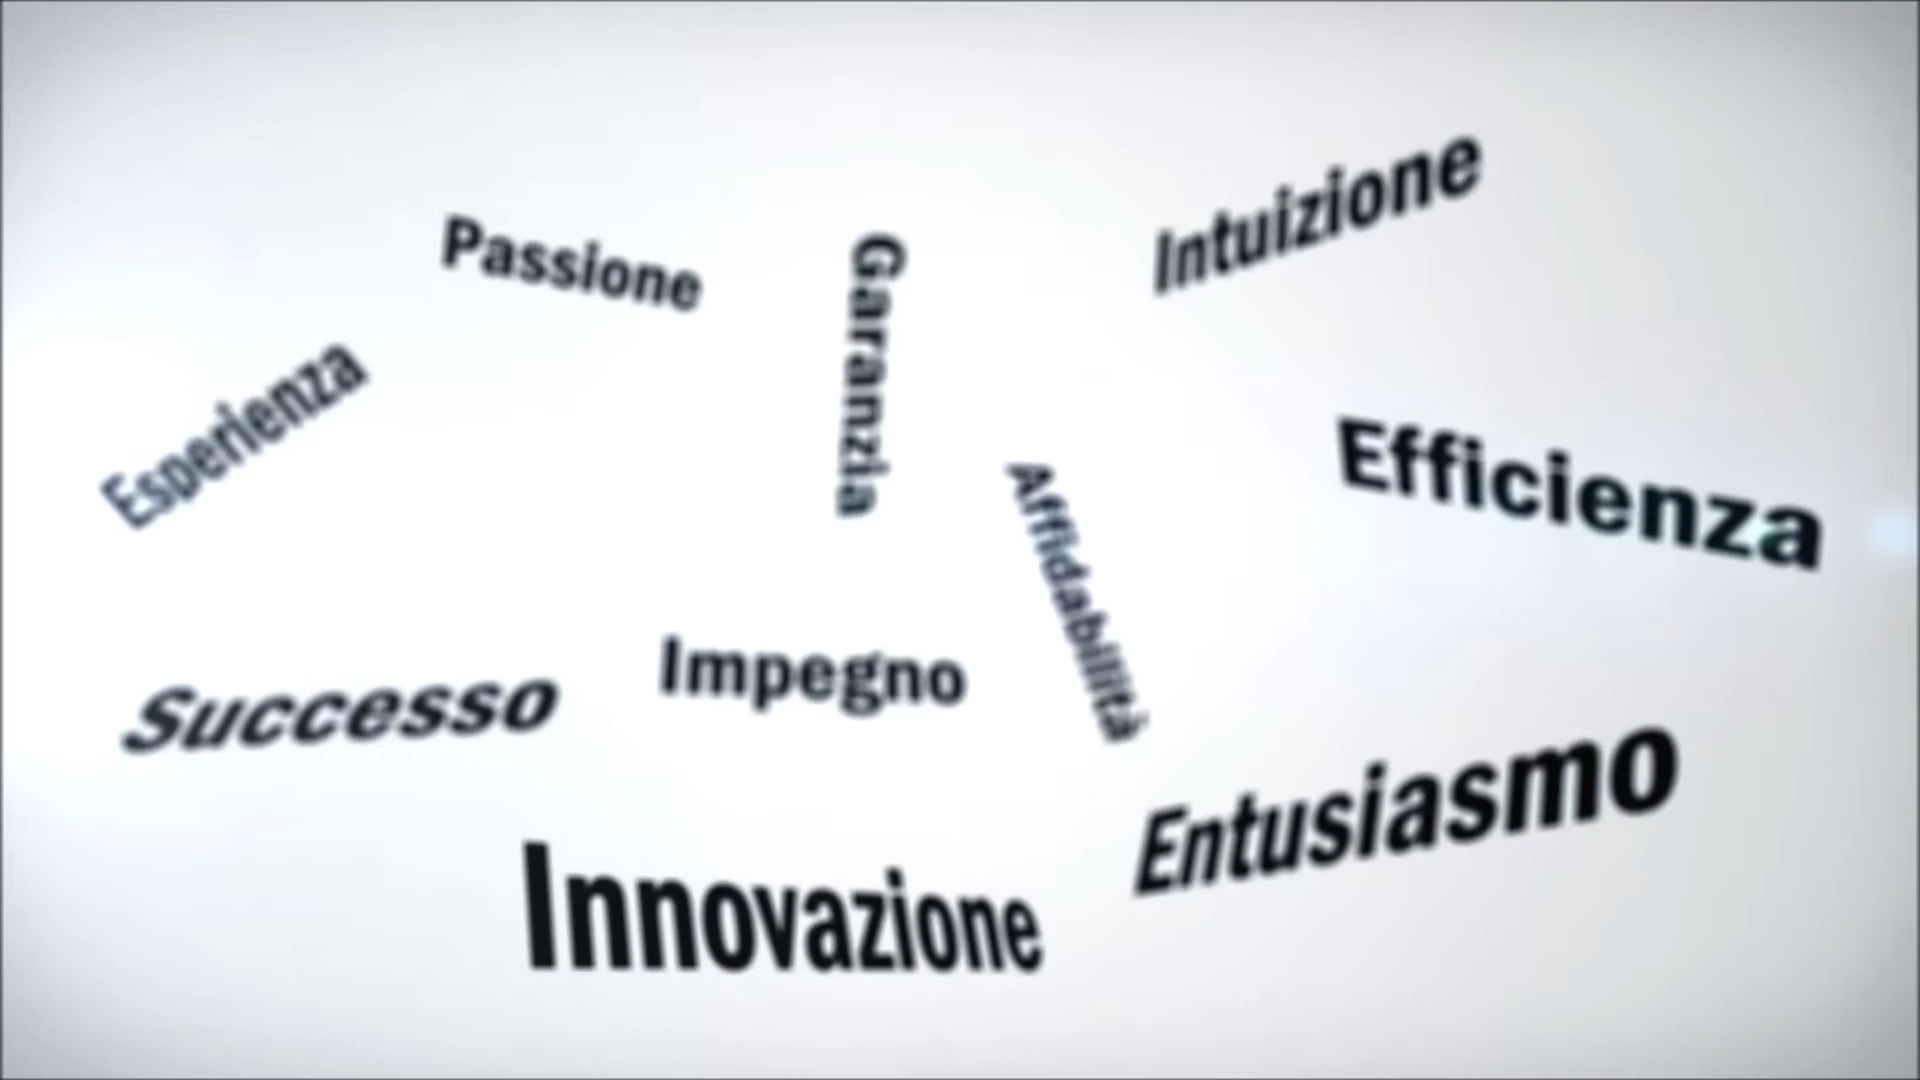 Intuizione
Passione
Garanzia
Esperienza
Efficienza
Affidabilità
Impegno
Successo
Entusiasmo
Innovazione